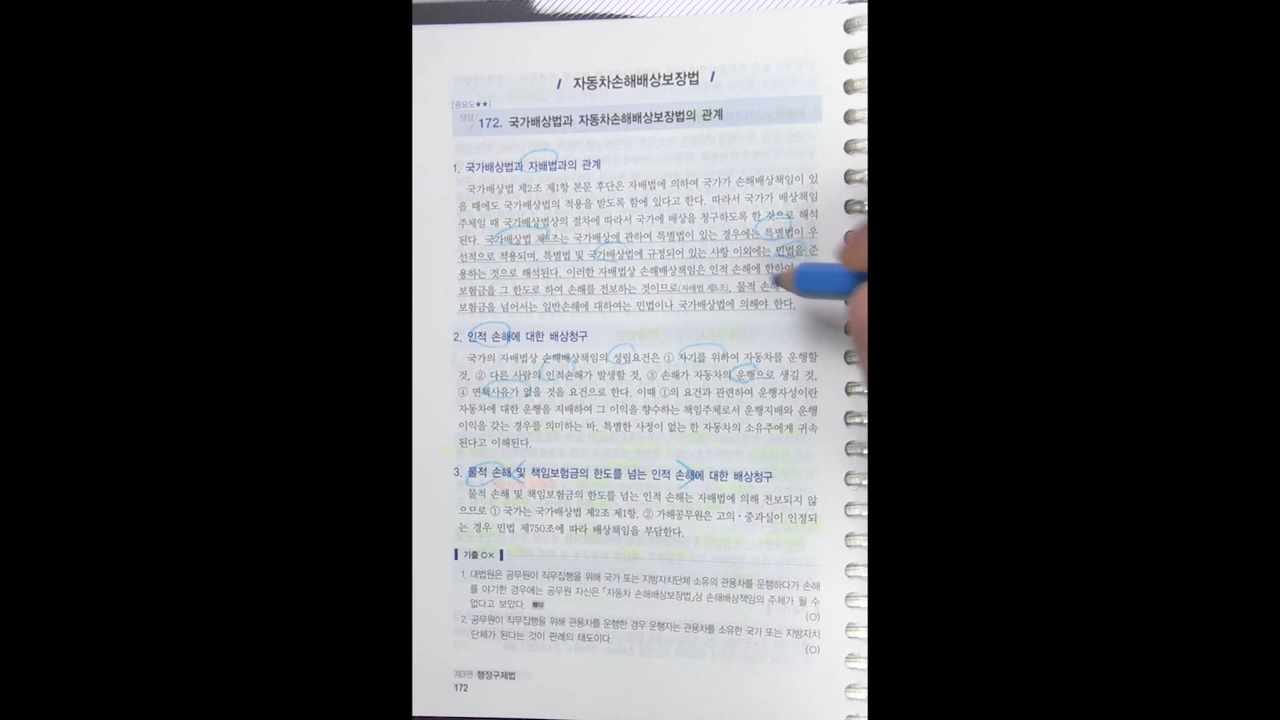 / 자동차손해배상보장법 /
[중요도★★]
쟁점 172. 국가배상법과 자동차손해배상보장법의 관계
1. 국가배상법과 자배법과의 관계
국가배상법 제2조 제1항 본문 후단은 자배법에 의하여 국가가 손해배상책임이 있
을 때에도 국가배상법의 적용을 받도록 함에 있다고 한다. 따라서 국가가 배상책임
주체일 때 국가배상법상의 절차에 따라서 국가에 배상을 청구하도록 한 것으로 해석
된다. 국가배상법 제8조는 국가배상에 관하여 특별법이 있는 경우에는 특별법이 우
선적으로 적용되며, 특별법 및 국가배상법에 규정되어 있는 사항 이외에는 민법을 준
용하는 것으로 해석된다. 이러한 자배법상 손해배상책임은 인적 손해에 한하여
보험금을 그 한도로 하여 손해를 전보하는 것이므로(자배법 제5조), 물적 손해
보험금을 넘어서는 일반손해에 대하여는 민법이나 국가배상법에 의해야 한다.
2. 인적 손해에 대한 배상청구
국가의 자배법상 손해배상책임의 성립요건은 ① 자기를 위하여 자동차를 운행할
것, ② 다른 사람의 인적손해가 발생할 것, ③ 손해가 자동차의 운행으로 생길 것,
④ 면책사유가 없을 것을 요건으로 한다. 이때 ①의 요건과 관련하여 운행자성이란
자동차에 대한 운행을 지배하여 그 이익을 향수하는 책임주체로서 운행지배와 운행
이익을 갖는 경우를 의미하는 바, 특별한 사정이 없는 한 자동차의 소유주에게 귀속
된다고 이해된다.
3. 물적 손해 및 책임보험금의 한도를 넘는 인적 손해에 대한 배상청구
물적 손해 및 책임보험금의 한도를 넘는 인적 손해는 자배법에 의해 전보되지 않
으므로 ① 국가는 국가배상법 제2조 제1항, ② 가해공무원은 고의·중과실이 인정되
는 경우 민법 제750조에 따라 배상책임을 부담한다.
기출 O×
1. 대법원은 공무원이 직무집행을 위해 국가 또는 지방자치단체 소유의 관용차를 운행하다가 손해
를 야기한 경우에는 공무원 자신은 「자동차 손해배상보장법」상 손해배상책임의 주체가 될 수
없다고 보았다.
(O)
2. 공무원이 직무집행을 위해 관용차를 운행한 경우 운행자는 관용차를 소유한 국가 또는 지방자치
단체가 된다는 것이 판례의 태도이다.
(O)
제3편 행정구제법
172